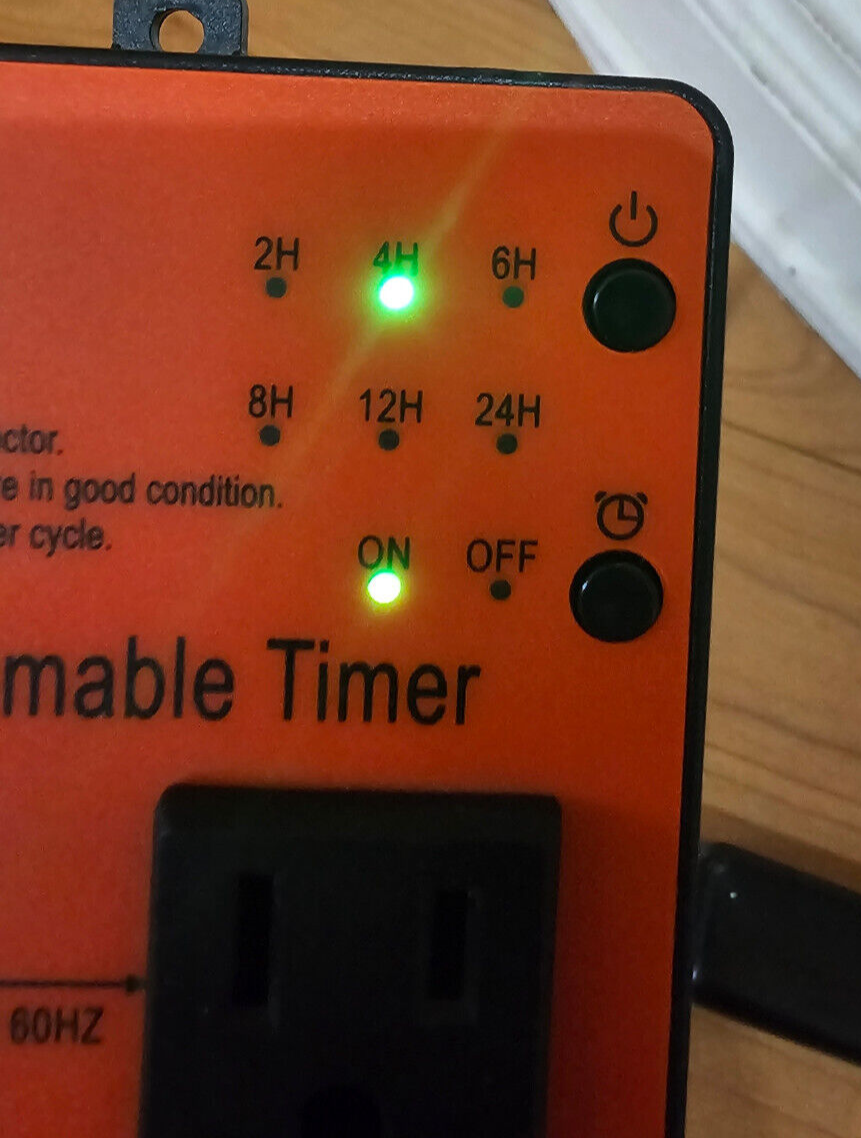 2H 4H 6H
8H 12H 24H
ctor.
e in good condition.
er cycle.
ON OFF
mable Timer
60HZ